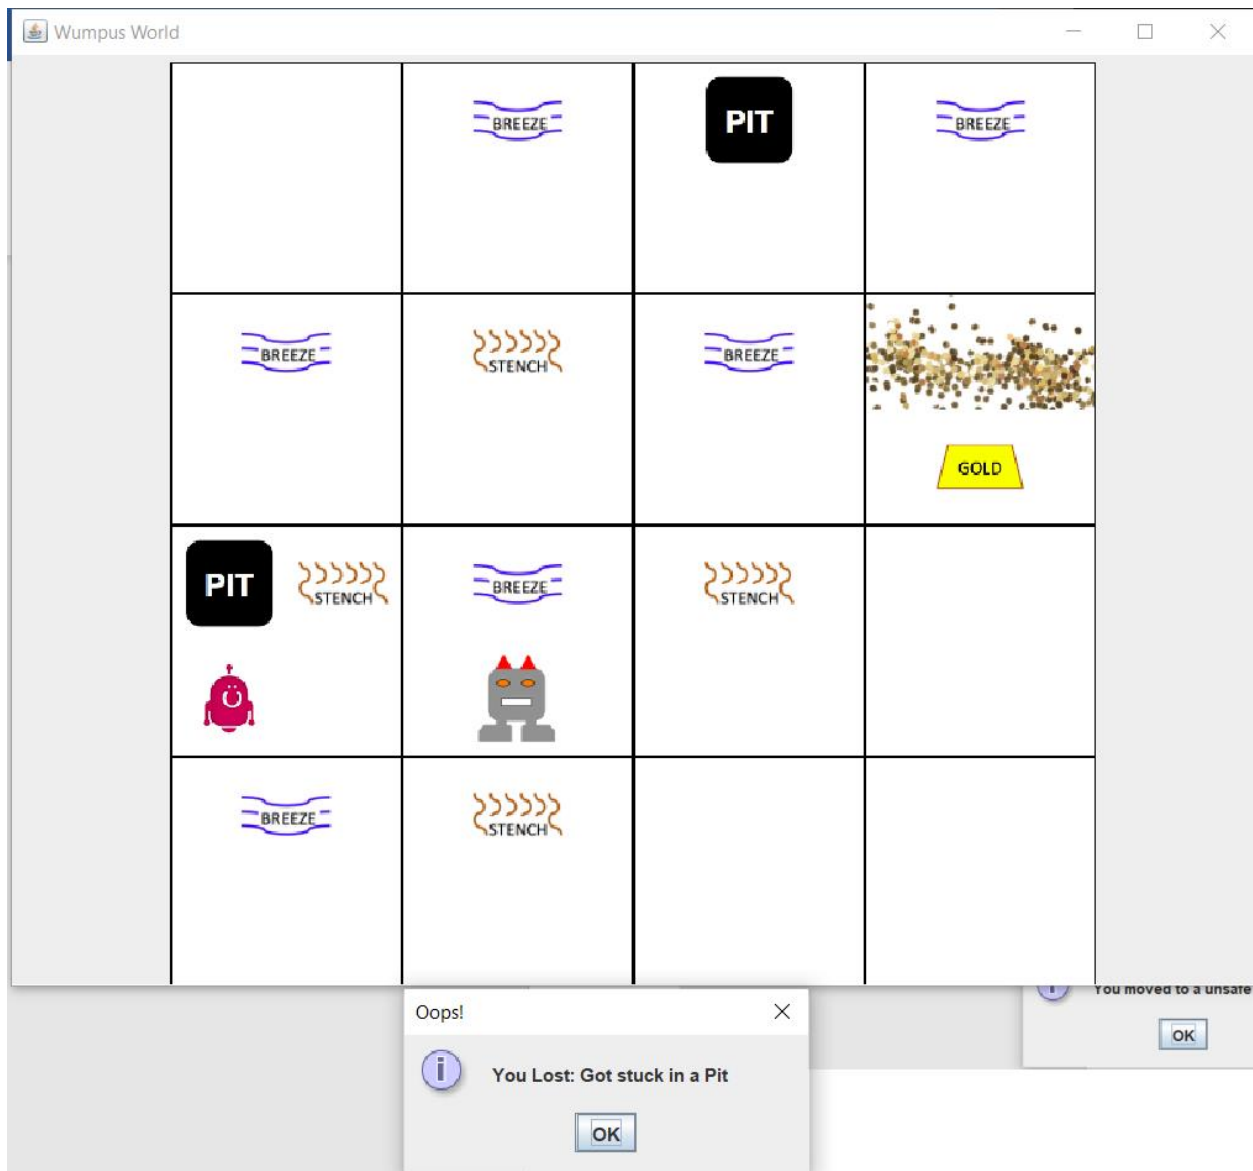 Wumpus World
BREEZE
PIT
BREEZE
BREEZE
STENCH
BREEZE
GOLD
PIT
STENCH
BREEZE
STENCH
BREEZE
STENCH
You moved to a unsafe
OK
Oops!
You Lost: Got stuck in a Pit
OK